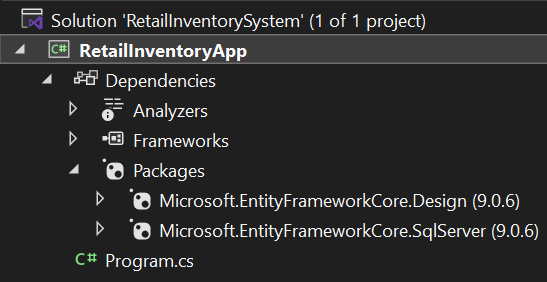 Solution 'RetailInventorySystem' (1 of 1 project)
C# RetailInventoryApp
Dependencies
Analyzers
Frameworks
Packages
Microsoft.EntityFrameworkCore.Design (9.0.6)
Microsoft.EntityFrameworkCore.SqlServer (9.0.6)
C# Program.cs